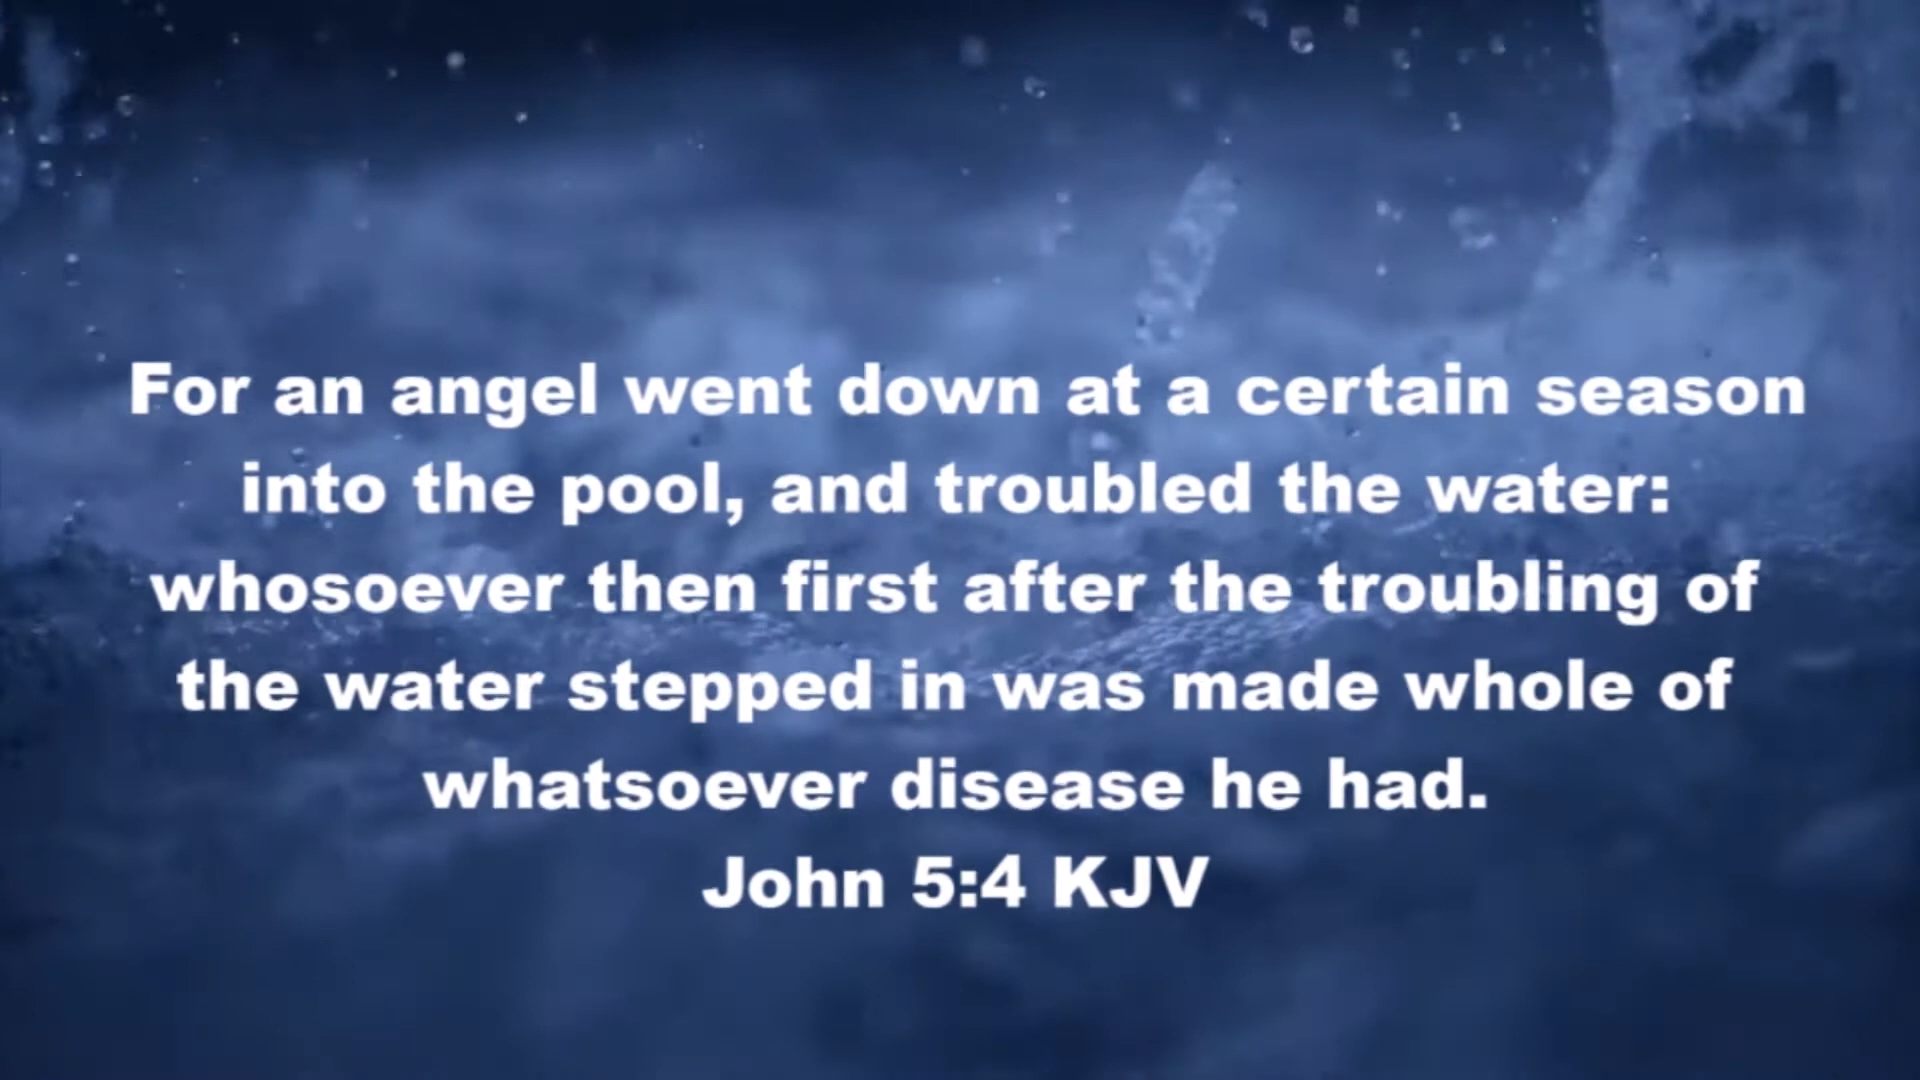 For an angel went down at a certain season
into the pool, and troubled the water:
whosoever then first after the troubling of
the water stepped in was made whole of
whatsoever disease he had.
John 5:4 KJV